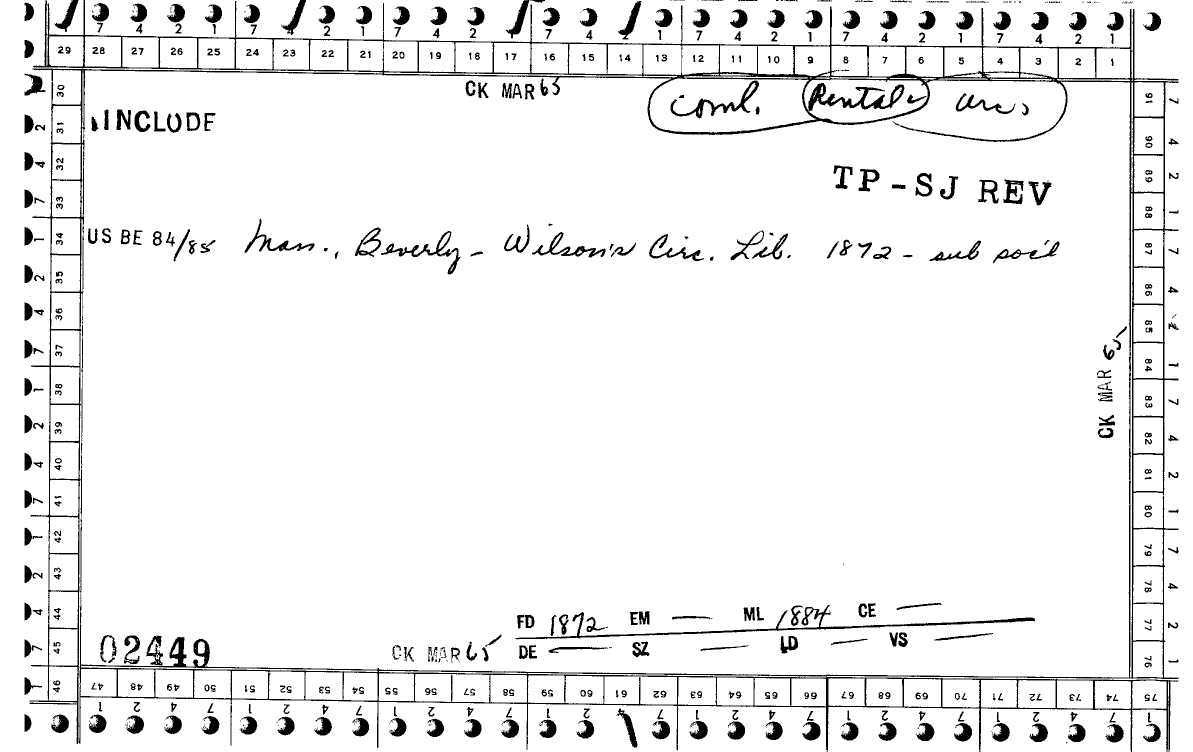 7 4 2 1 7 4 2 1 7 4 2 1 7 4 2 1 7 4 2 1 7 4 2 1 7 4 2 1
29 28 27 26 25 24 23 22 21 20 19 18 17 16 15 14 13 12 11 10 9 8 7 6 5 4 3 2 1
CK MAR 65
coml. Rentals
INCLUDE
TP-SJ REV
US BE 84/85 Mass., Beverly - Wilson's Circ. Lib. 1872 - sub soc'l
CK MAR 65
FD 1872 EM — ML 1884 CE —
DE — SZ — LD — VS —
02449 CK MAR 65
30 31 32 33 34 35 36 37 38 39 40 41 42 43 44 45 46
91 90 89 88 87 86 85 84 83 82 81 80 79 78 77 76 75
47 48 49 50 51 52 53 54 55 56 57 58 59 60 61 62 63 64 65 66 67 68 69 70 71 72 73 74 75
1 2 4 7 1 2 4 7 1 2 4 7 1 2 4 7 1 2 4 7 1 2 4 7 1 2 4 7 1